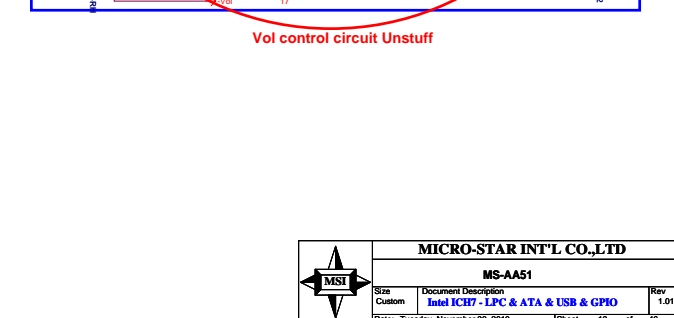 17
Vol control circuit Unstuff
MICRO-STAR INT'L CO.,LTD
MSI
MS-AA51
Size
Document Description
Rev
Custom
Intel ICH7 - LPC & ATA & USB & GPIO
1.01